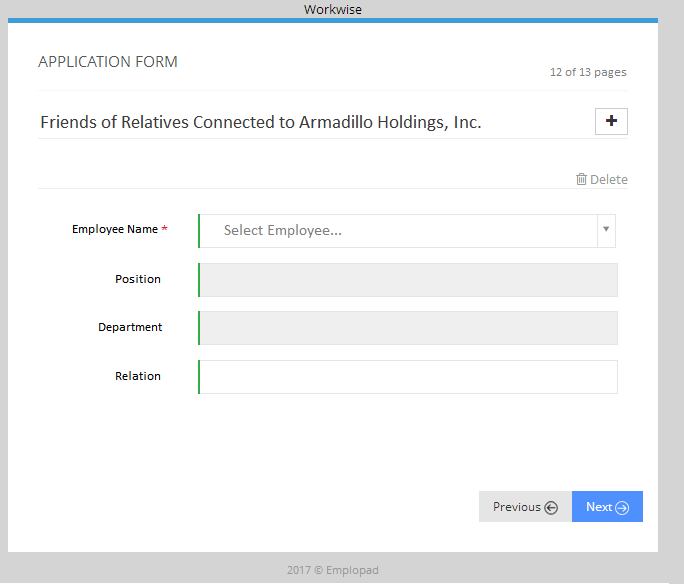 Workwise
APPLICATION FORM
12 of 13 pages
Friends of Relatives Connected to Armadillo Holdings, Inc.
Delete
Employee Name * Select Employee...
Position
Department
Relation
Previous Next
2017 © Emplopad